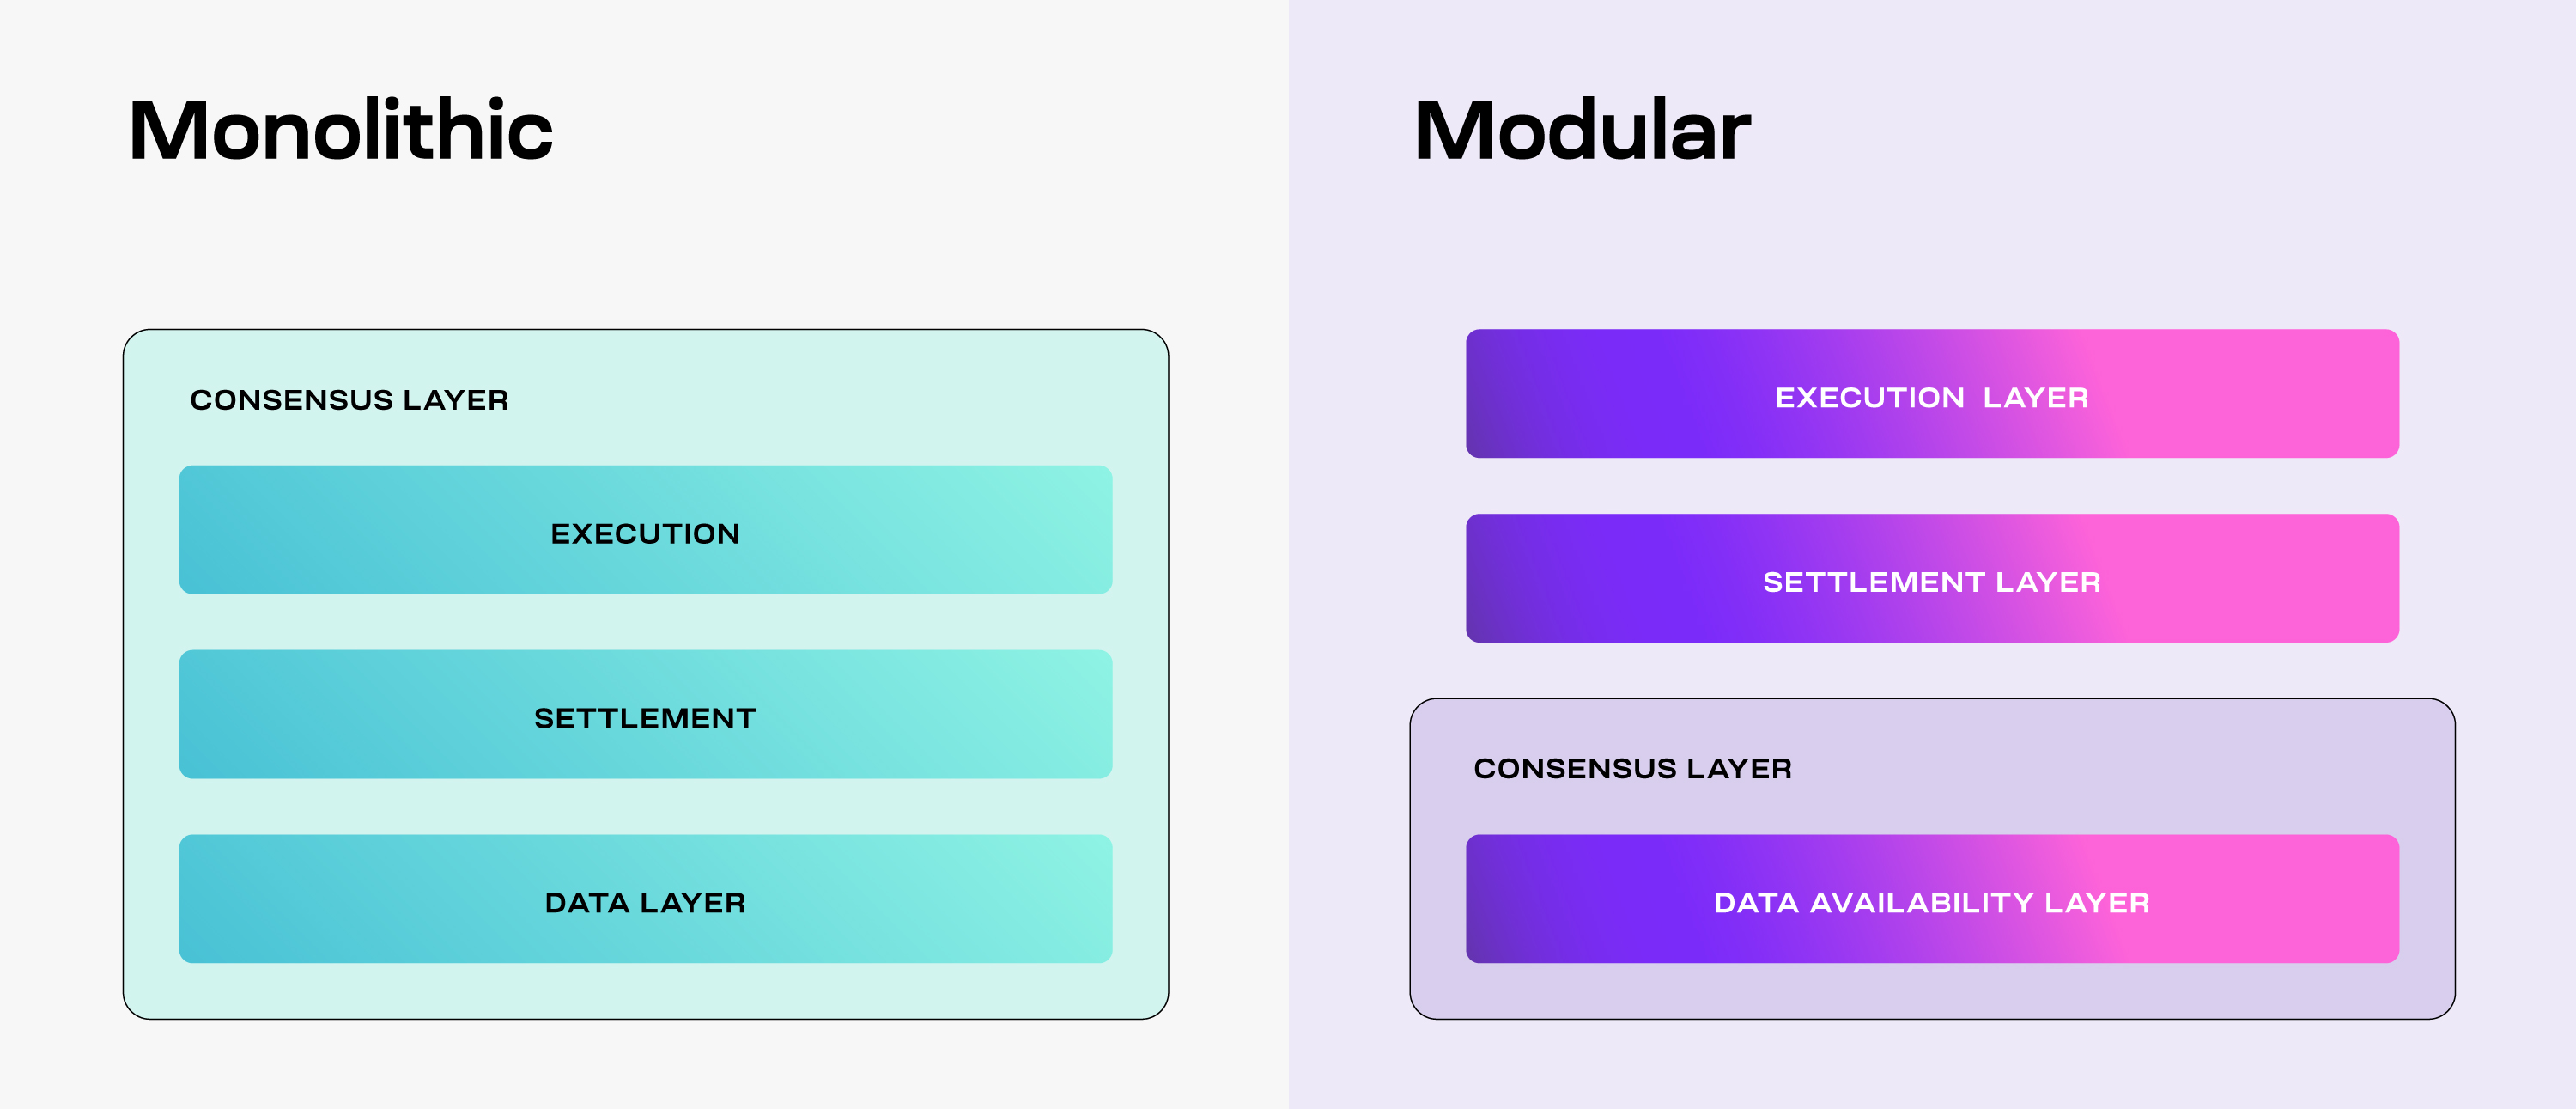 Monolithic
CONSENSUS LAYER
EXECUTION
SETTLEMENT
DATA LAYER
Modular
EXECUTION  LAYER
SETTLEMENT LAYER
CONSENSUS LAYER
DATA AVAILABILITY LAYER